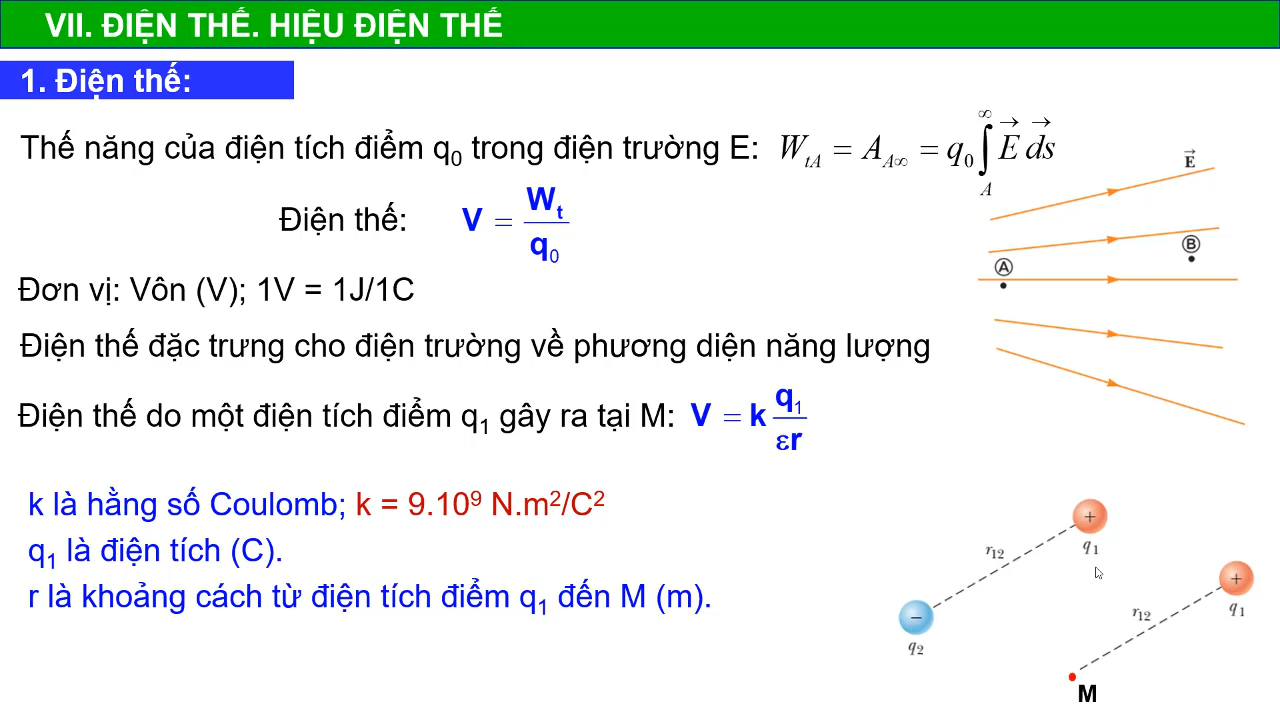 VII. ĐIỆN THẾ. HIỆU ĐIỆN THẾ
1. Điện thế:
Thế năng của điện tích điểm q₀ trong điện trường E: W_tA = A_A∞ = q₀ ∫_A^∞ E⃗ ds⃗
E⃗
Điện thế: V = W_t / q₀
B
A
Đơn vị: Vôn (V); 1V = 1J/1C
Điện thế đặc trưng cho điện trường về phương diện năng lượng
Điện thế do một điện tích điểm q₁ gây ra tại M: V = k q₁ / εr
k là hằng số Coulomb; k = 9.10⁹ N.m²/C²
q₁ là điện tích (C).
r là khoảng cách từ điện tích điểm q₁ đến M (m).
+
q₁
r₁₂
−
q₂
+
q₁
r₁₂
M